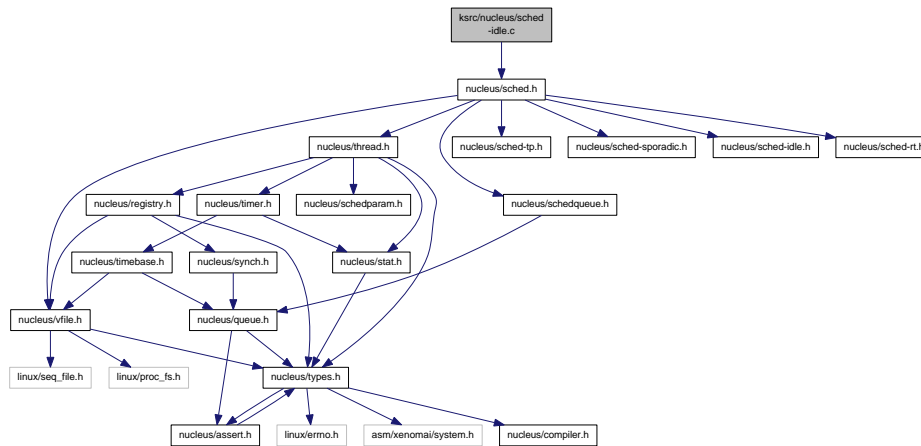 ksrc/nucleus/sched
-idle.c
nucleus/sched.h
nucleus/thread.h
nucleus/sched-tp.h
nucleus/sched-sporadic.h
nucleus/sched-idle.h
nucleus/sched-rt.h
nucleus/registry.h
nucleus/timer.h
nucleus/schedparam.h
nucleus/schedqueue.h
nucleus/timebase.h
nucleus/synch.h
nucleus/stat.h
nucleus/vfile.h
nucleus/queue.h
linux/seq_file.h
linux/proc_fs.h
nucleus/types.h
nucleus/assert.h
linux/errno.h
asm/xenomai/system.h
nucleus/compiler.h